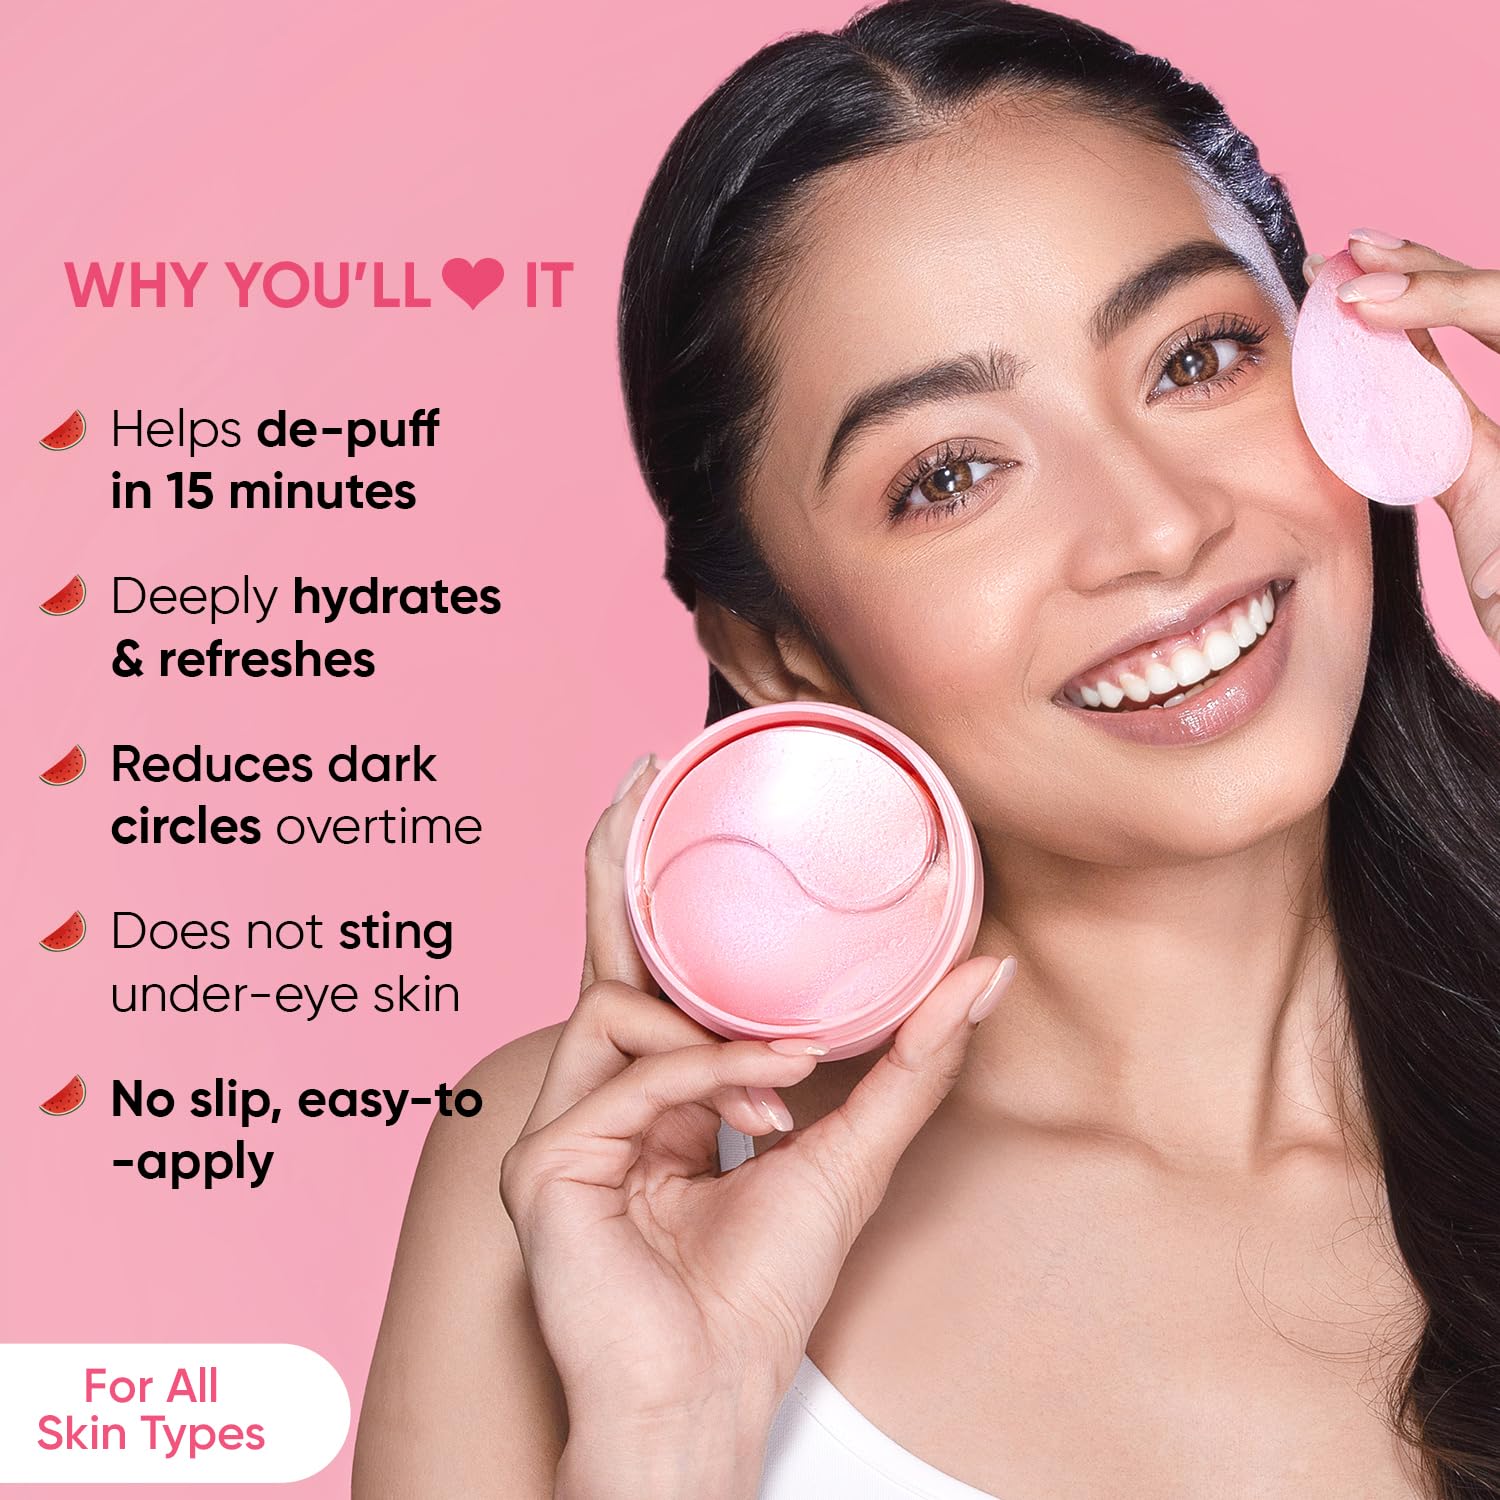 WHY YOU'LL ❤ IT
Helps de-puff
in 15 minutes
Deeply hydrates
& refreshes
Reduces dark
circles overtime
Does not sting
under-eye skin
No slip, easy-to
-apply
For All
Skin Types